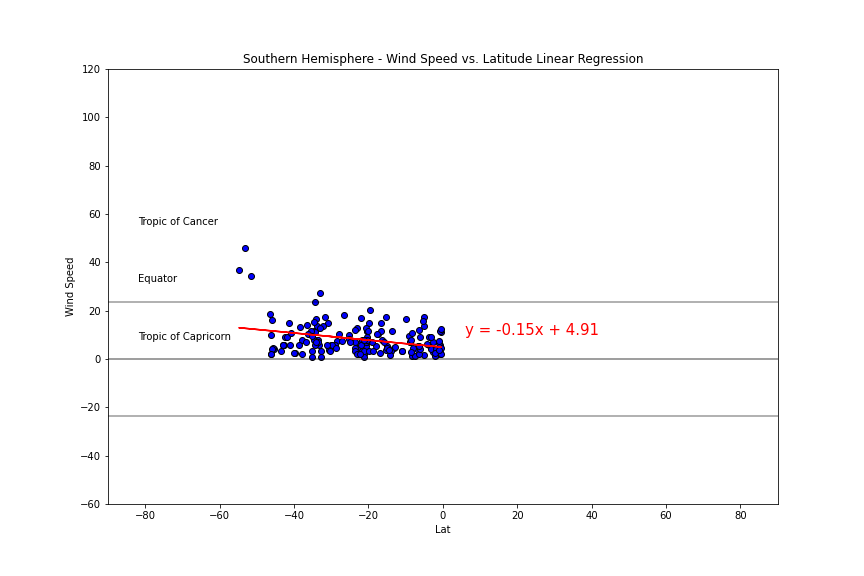 Southern Hemisphere - Wind Speed vs. Latitude Linear Regression
120
100
80
60
40
20
0
−20
−40
−60
Wind Speed
Tropic of Cancer
Equator
Tropic of Capricorn
y = -0.15x + 4.91
−80 −60 −40 −20 0 20 40 60 80
Lat